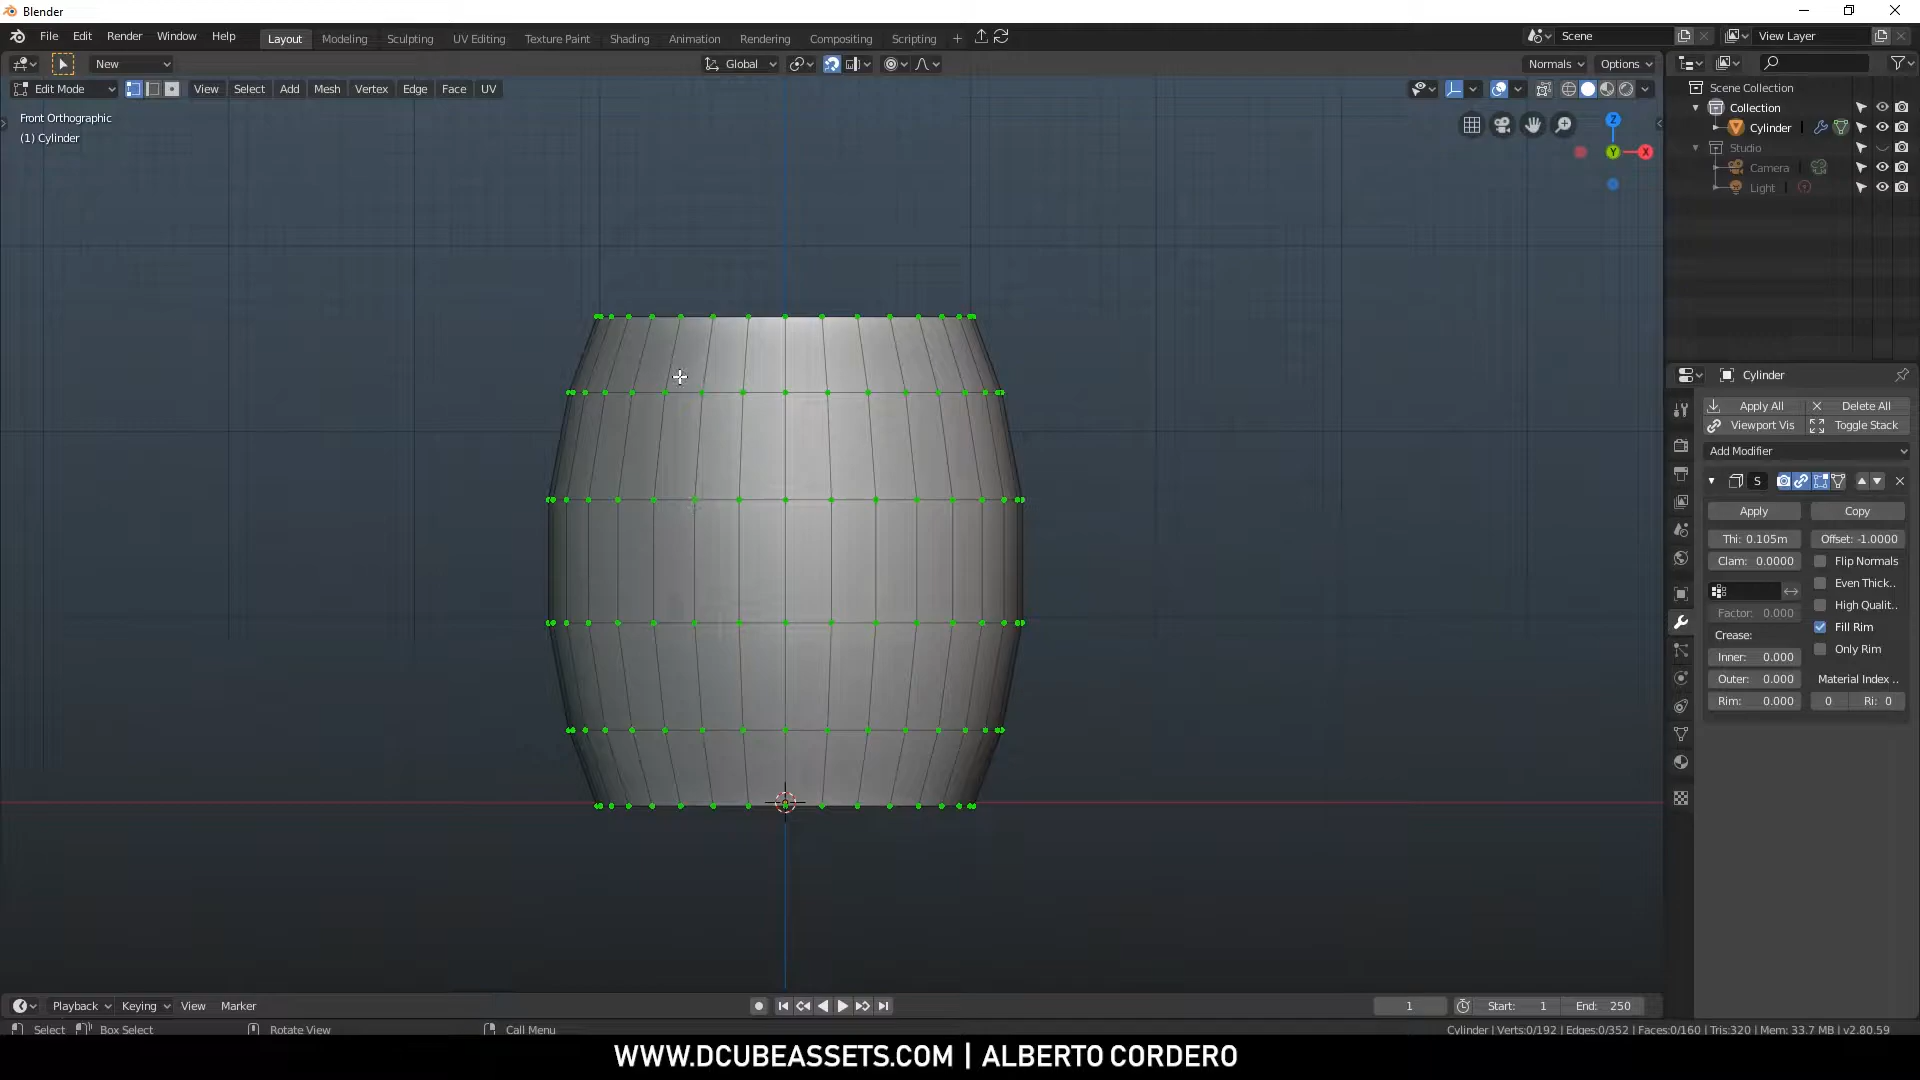 Blender
File Edit Render Window Help Layout Modeling Sculpting UV Editing Texture Paint Shading Animation Rendering Compositing Scripting + Scene View Layer
New Global Normals Options
Edit Mode View Select Add Mesh Vertex Edge Face UV
Front Orthographic
(1) Cylinder
Z
Y
X
Scene Collection
Collection
Cylinder
Studio
Camera
Light
Cylinder
Apply All Delete All
Viewport Vis Toggle Stack
Add Modifier
S
Apply Copy
Thi: 0.105m Offset: -1.0000
Clam: 0.0000 Flip Normals
Even Thick..
High Qualit..
Factor: 0.000
Fill Rim
Crease:
Only Rim
Inner: 0.000
Outer: 0.000 Material Index ..
Rim: 0.000 0 Ri: 0
Playback Keying View Marker 1 Start: 1 End: 250
Select Box Select Rotate View Call Menu Cylinder | Verts:0/192 | Edges:0/352 | Faces:0/160 | Tris:320 | Mem: 33.7 MB | v2.80.59
WWW.DCUBEASSETS.COM | ALBERTO CORDERO